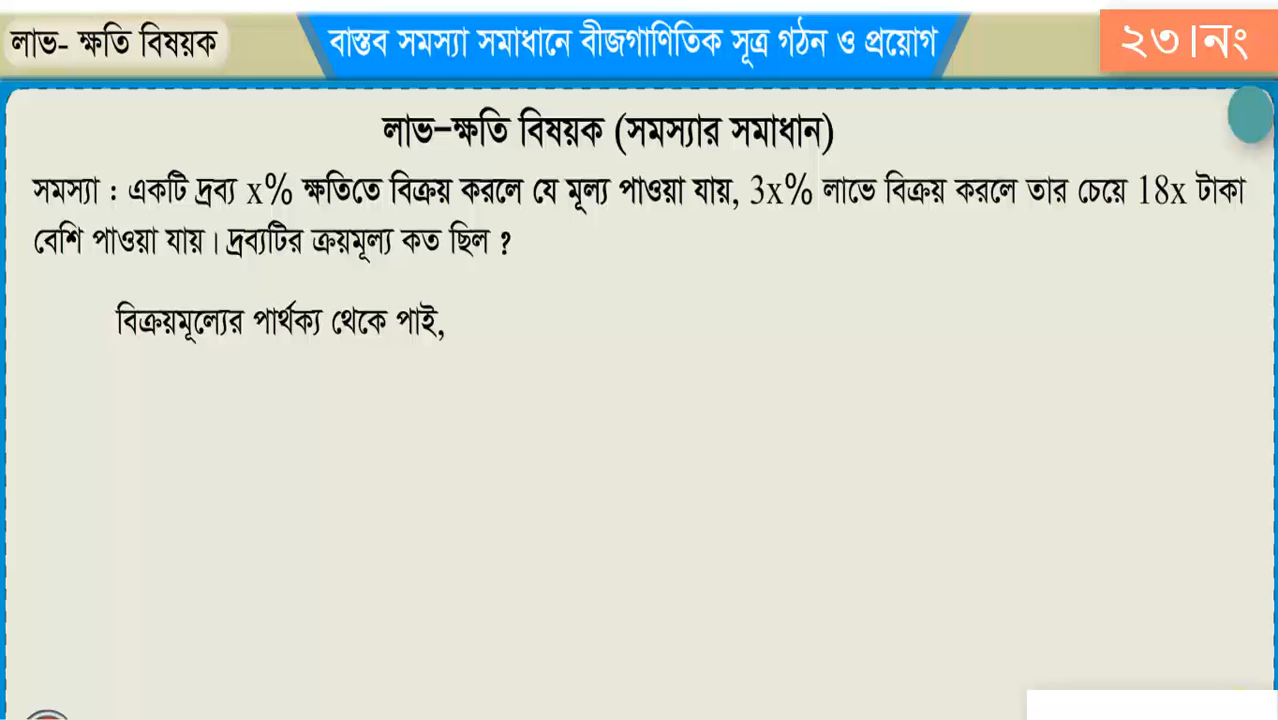 লাভ- ক্ষতি বিষয়ক
বাস্তব সমস্যা সমাধানে বীজগাণিতিক সূত্র গঠন ও প্রয়োগ
২৩।নং
লাভ-ক্ষতি বিষয়ক (সমস্যার সমাধান)
সমস্যা : একটি দ্রব্য x% ক্ষতিতে বিক্রয় করলে যে মূল্য পাওয়া যায়, 3x% লাভে বিক্রয় করলে তার চেয়ে 18x টাকা
বেশি পাওয়া যায়। দ্রব্যটির ক্রয়মূল্য কত ছিল ?
বিক্রয়মূল্যের পার্থক্য থেকে পাই,